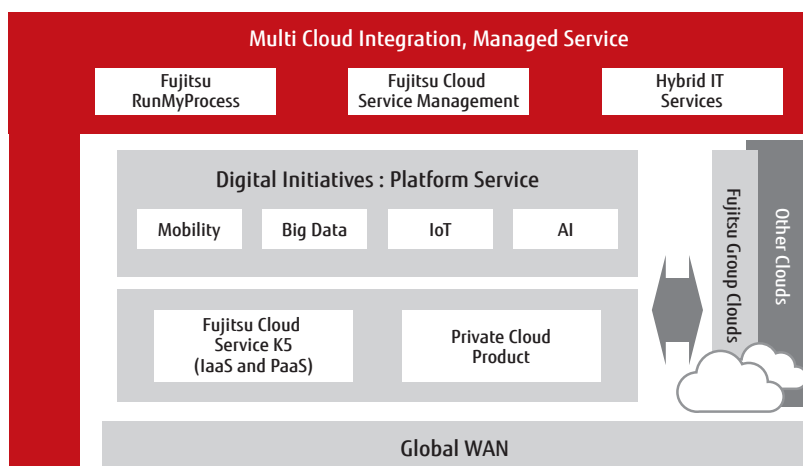 Multi Cloud Integration, Managed Service
Fujitsu
RunMyProcess
Fujitsu Cloud
Service Management
Hybrid IT
Services
Digital Initiatives : Platform Service
Mobility
Big Data
IoT
AI
Fujitsu Cloud
Service K5
(IaaS and PaaS)
Private Cloud
Product
Fujitsu Group Clouds
Other Clouds
Global WAN